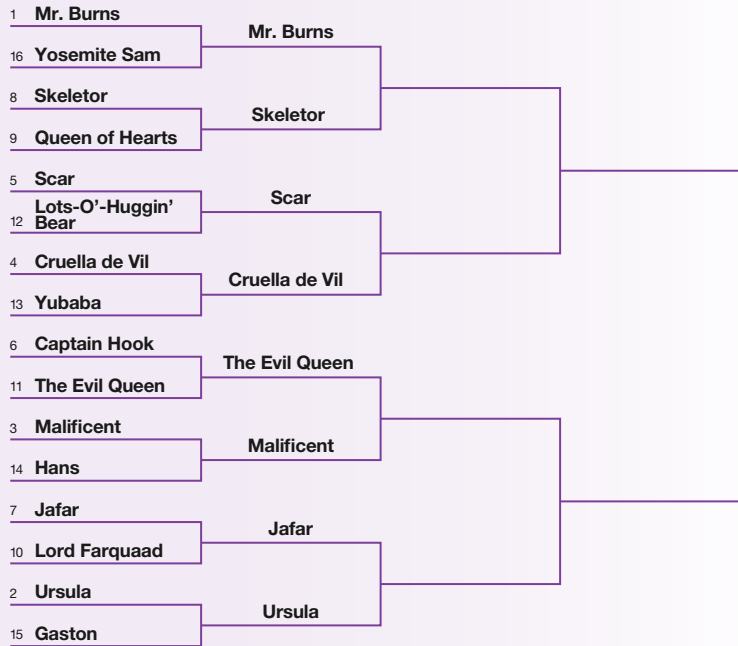 1 Mr. Burns
16 Yosemite Sam
8 Skeletor
9 Queen of Hearts
5 Scar
12 Lots-O'-Huggin'
Bear
4 Cruella de Vil
13 Yubaba
6 Captain Hook
11 The Evil Queen
3 Malificent
14 Hans
7 Jafar
10 Lord Farquaad
2 Ursula
15 Gaston
Mr. Burns
Skeletor
Scar
Cruella de Vil
The Evil Queen
Malificent
Jafar
Ursula